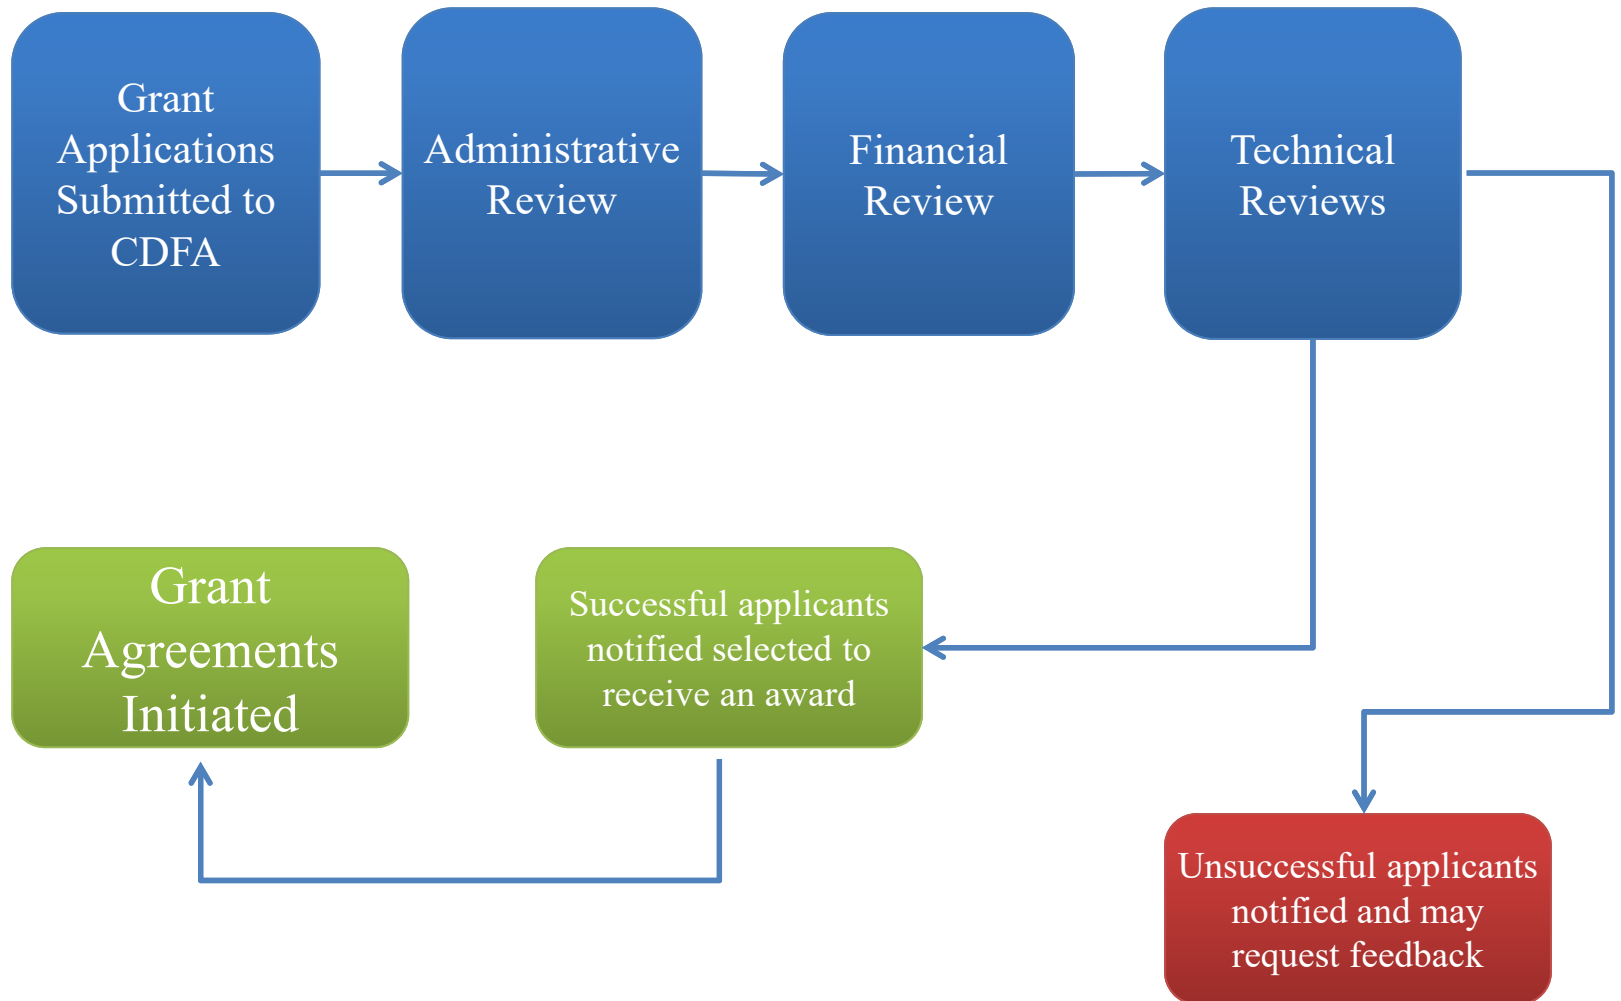 Grant
Applications
Submitted to
CDFA
Administrative
Review
Financial
Review
Technical
Reviews
Grant
Agreements
Initiated
Successful applicants
notified selected to
receive an award
Unsuccessful applicants
notified and may
request feedback